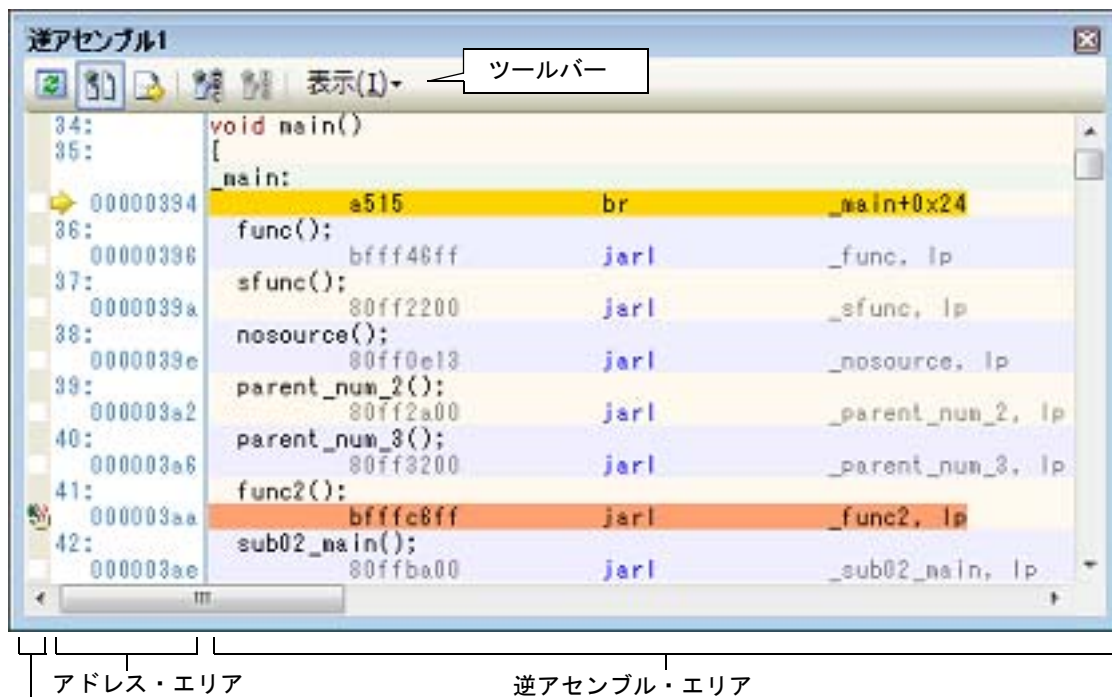 逆アセンブル1
表示(I)
ツールバー
34: void main()
35: {
_main:
00000394 a515 br _main+0x24
36: func();
00000396 bfff46ff jarl _func, lp
37: sfunc();
0000039a 80ff2200 jarl _sfunc, lp
38: nosource();
0000039e 80ff0e13 jarl _nosource, lp
39: parent_num_2();
000003a2 80ff2a00 jarl _parent_num_2, lp
40: parent_num_3();
000003a6 80ff3200 jarl _parent_num_3, lp
41: func2();
000003aa bfffc6ff jarl _func2, lp
42: sub02_main();
000003ae 80ffba00 jarl _sub02_main, lp
アドレス・エリア 逆アセンブル・エリア